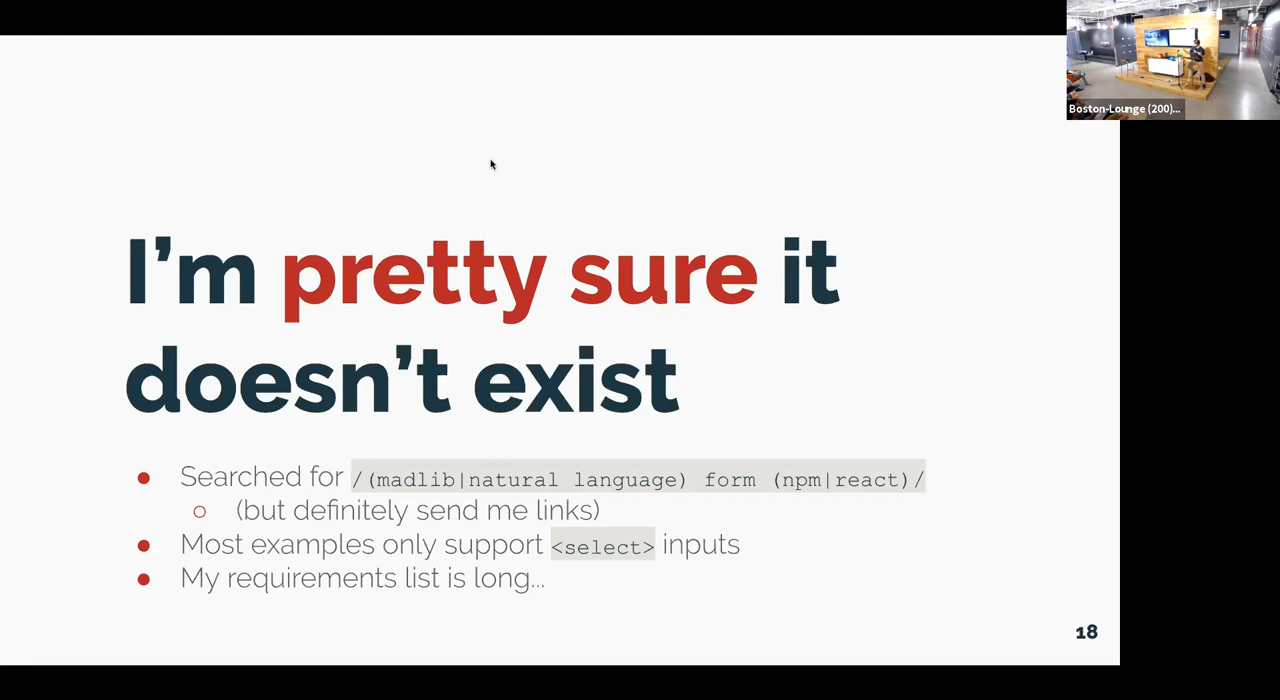 Boston-Lounge (200)...
I’m pretty sure it
doesn’t exist
● Searched for /(madlib|natural language) form (npm|react)/
○ (but definitely send me links)
● Most examples only support <select> inputs
● My requirements list is long...
18